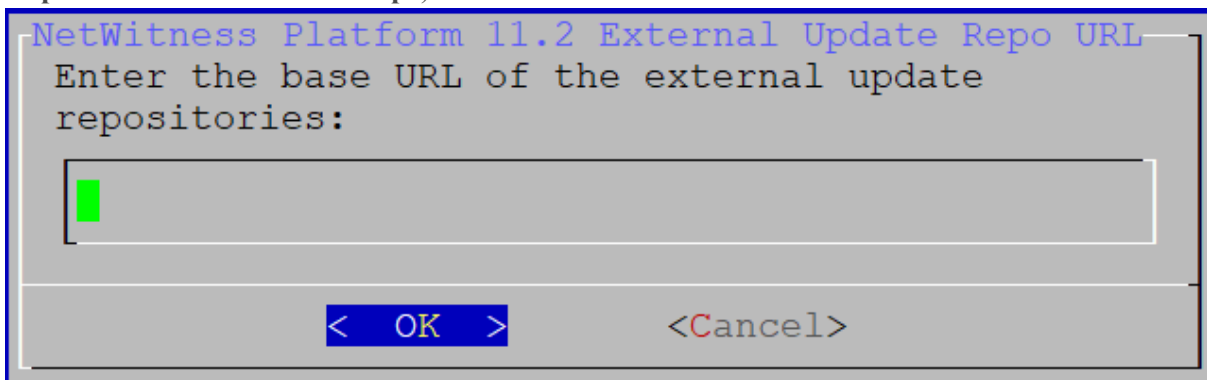 NetWitness Platform 11.2 External Update Repo URL
Enter the base URL of the external update
repositories:
< OK > <Cancel>